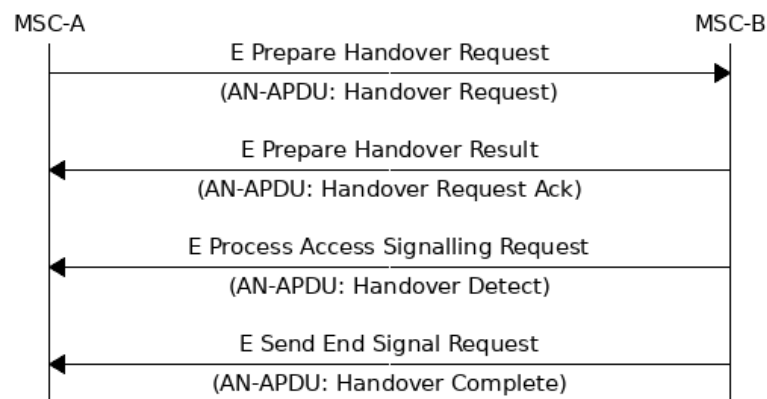 MSC-A
MSC-B
E Prepare Handover Request
(AN-APDU: Handover Request)
E Prepare Handover Result
(AN-APDU: Handover Request Ack)
E Process Access Signalling Request
(AN-APDU: Handover Detect)
E Send End Signal Request
(AN-APDU: Handover Complete)